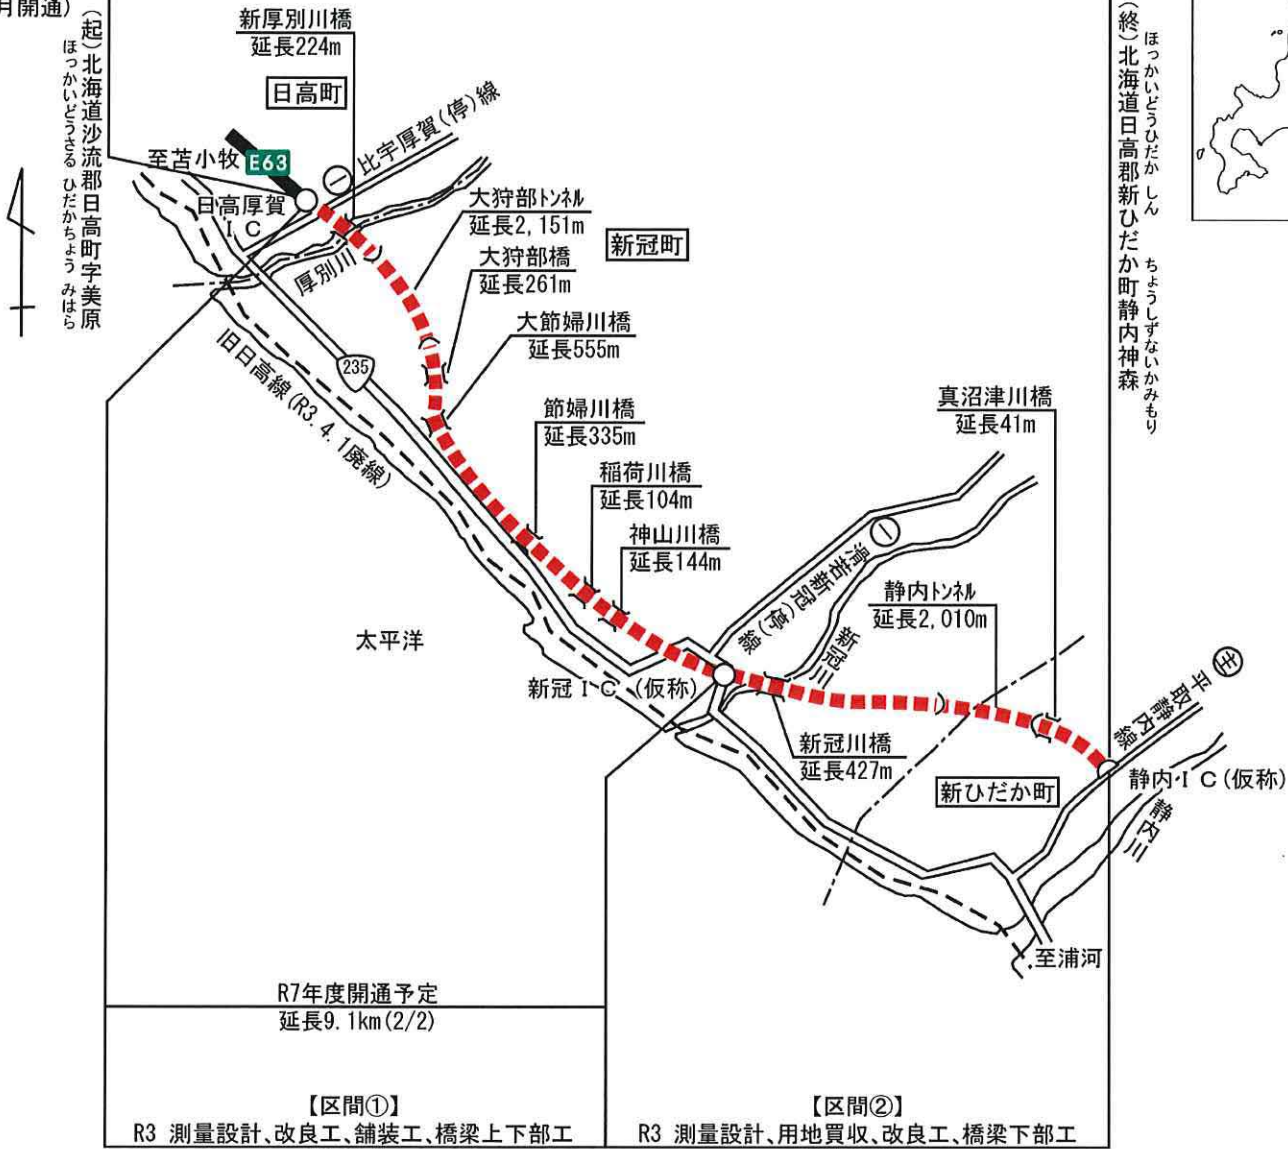 月開通)
(起)北海道沙流郡日高町字美原
ほっかいどうさる ひだかちょう みはら
新厚別川橋
延長224m
日高町
比宇厚賀(停)線
一
至苫小牧
E63
日高厚賀
IC
厚別川
大狩部トンネル
延長2,151m
新冠町
大狩部橋
延長261m
大節婦川橋
延長555m
235
旧日高線(R3.4.1廃線)
節婦川橋
延長335m
稲荷川橋
延長104m
神山川橋
延長144m
太平洋
新冠IC (仮称)
一
滑若新冠(停)線
新冠川
真沼津川橋
延長41m
静内トンネル
延長2,010m
新冠川橋
延長427m
新ひだか町
主
平取静内線
静内IC(仮称)
静内川
至浦河
(終)北海道日高郡新ひだか町静内神森
ほっかいどうひだか しん ちょうしずないかみもり
R7年度開通予定
延長9.1km(2/2)
【区間①】
R3 測量設計、改良工、舗装工、橋梁上下部工
【区間②】
R3 測量設計、用地買収、改良工、橋梁下部工